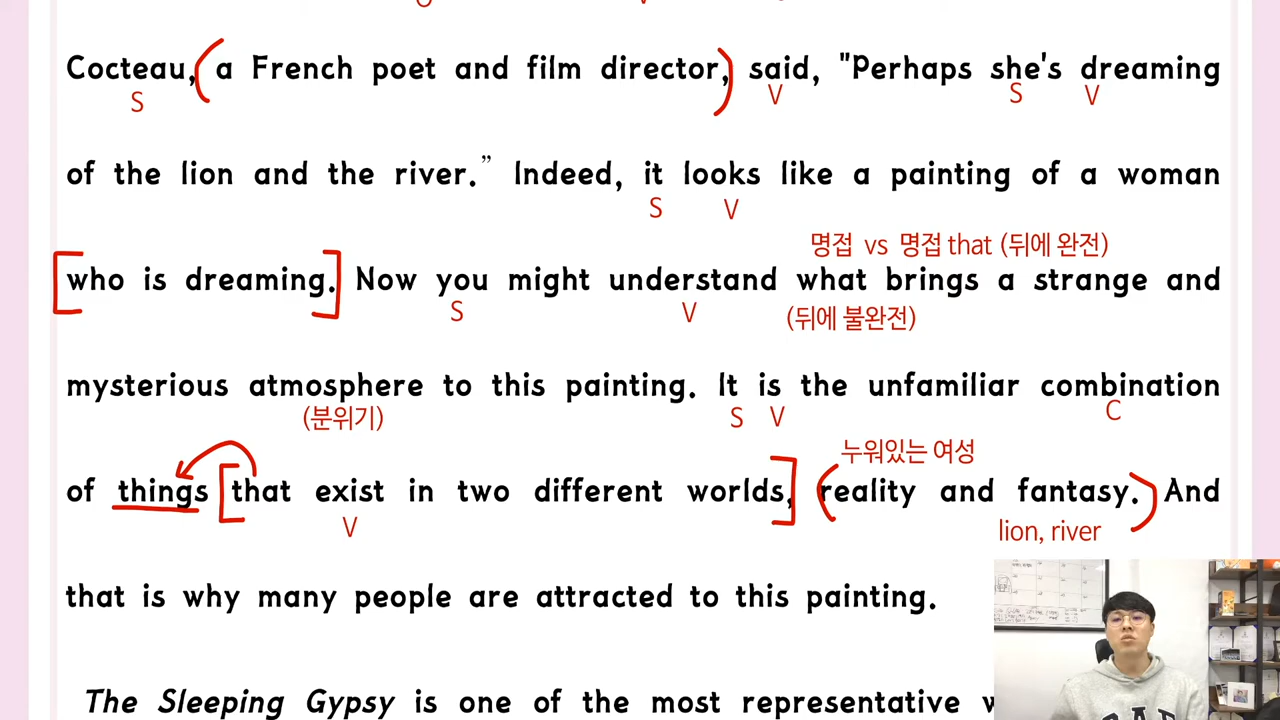 Cocteau, (a French poet and film director,) said, "Perhaps she's dreaming
S V S V
of the lion and the river.” Indeed, it looks like a painting of a woman
S V
명접 vs 명접 that (뒤에 완전)
[who is dreaming.] Now you might understand what brings a strange and
S V (뒤에 불완전)
mysterious atmosphere to this painting. It is the unfamiliar combination
(분위기) S V C
누워있는 여성
of things [that exist in two different worlds,] (reality and fantasy.) And
V lion, river
that is why many people are attracted to this painting.
The Sleeping Gypsy is one of the most representative